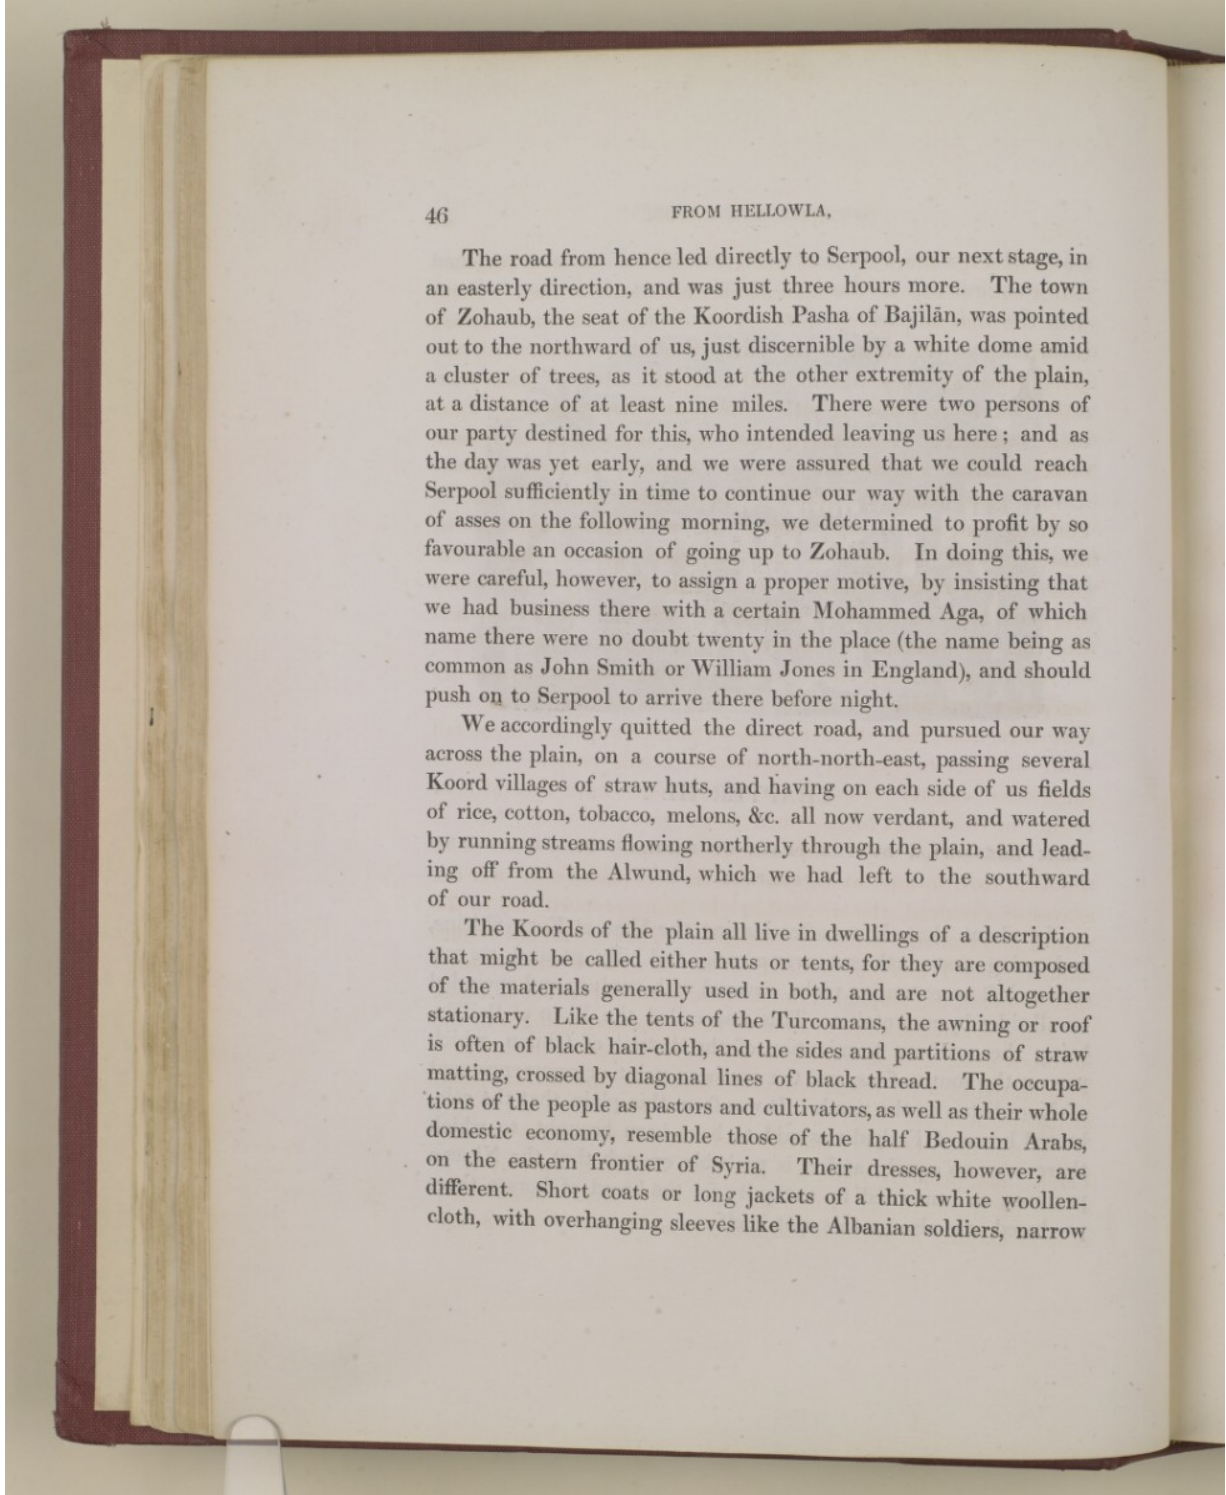 46
FROM HELLOWLA,
The road from hence led directly to Serpool, our next stage, in
an easterly direction, and was just three hours more. The town
of Zohaub, the seat of the Koordish Pasha of Bajilān, was pointed
out to the northward of us, just discernible by a white dome amid
a cluster of trees, as it stood at the other extremity of the plain,
at a distance of at least nine miles. There were two persons of
our party destined for this, who intended leaving us here; and as
the day was yet early, and we were assured that we could reach
Serpool sufficiently in time to continue our way with the caravan
of asses on the following morning, we determined to profit by so
favourable an occasion of going up to Zohaub. In doing this, we
were careful, however, to assign a proper motive, by insisting that
we had business there with a certain Mohammed Aga, of which
name there were no doubt twenty in the place (the name being as
common as John Smith or William Jones in England), and should
push on to Serpool to arrive there before night.
We accordingly quitted the direct road, and pursued our way
across the plain, on a course of north-north-east, passing several
Koord villages of straw huts, and having on each side of us fields
of rice, cotton, tobacco, melons, &c. all now verdant, and watered
by running streams flowing northerly through the plain, and lead-
ing off from the Alwund, which we had left to the southward
of our road.
The Koords of the plain all live in dwellings of a description
that might be called either huts or tents, for they are composed
of the materials generally used in both, and are not altogether
stationary. Like the tents of the Turcomans, the awning or roof
is often of black hair-cloth, and the sides and partitions of straw
matting, crossed by diagonal lines of black thread. The occupa-
tions of the people as pastors and cultivators, as well as their whole
domestic economy, resemble those of the half Bedouin Arabs,
on the eastern frontier of Syria. Their dresses, however, are
different. Short coats or long jackets of a thick white woollen-
cloth, with overhanging sleeves like the Albanian soldiers, narrow